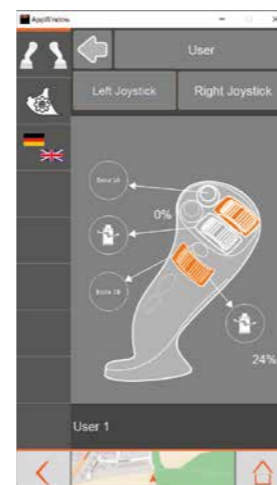 AppWindow
User
Left Joystick
Right Joystick
0%
24%
User 1